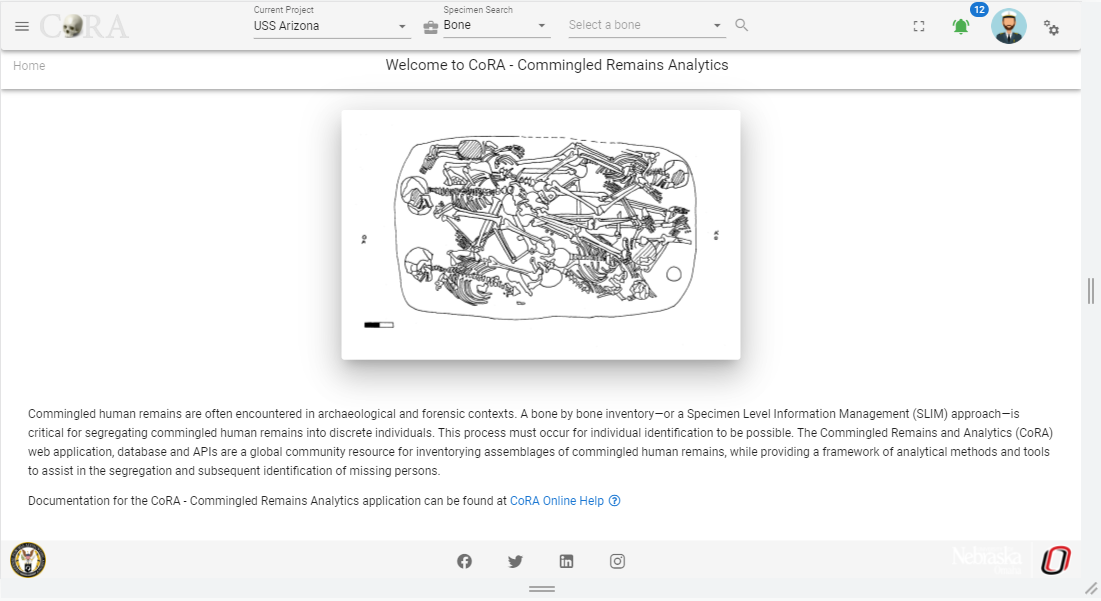 CoRA
Current Project
USS Arizona
Specimen Search
Bone
Select a bone
12
Home
Welcome to CoRA - Commingled Remains Analytics
Commingled human remains are often encountered in archaeological and forensic contexts. A bone by bone inventory—or a Specimen Level Information Management (SLIM) approach—is
critical for segregating commingled human remains into discrete individuals. This process must occur for individual identification to be possible. The Commingled Remains and Analytics (CoRA)
web application, database and APIs are a global community resource for inventorying assemblages of commingled human remains, while providing a framework of analytical methods and tools
to assist in the segregation and subsequent identification of missing persons.
Documentation for the CoRA - Commingled Remains Analytics application can be found at CoRA Online Help
Nebraska